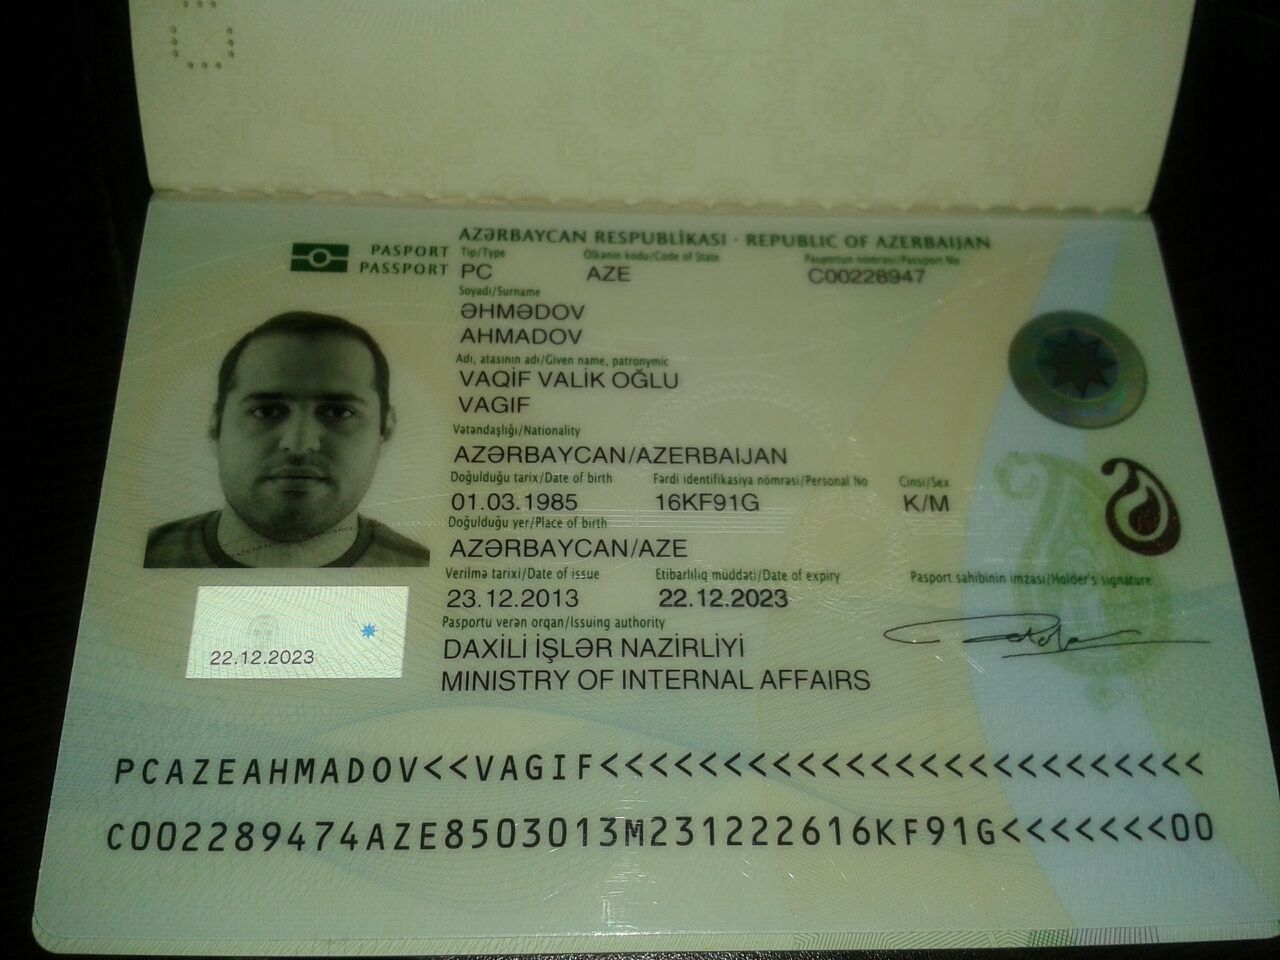 AZƏRBAYCAN RESPUBLİKASI · REPUBLIC OF AZERBAIJAN
PASPORT
PASSPORT
Tip/Type Ölkənin kodu/Code of State Pasportun nömrəsi/Passport No
PC AZE C00228947
Soyadı/Surname
ƏHMƏDOV
AHMADOV
Adı, atasının adı/Given name, patronymic
VAQİF VALİK OĞLU
VAGIF
Vətəndaşlığı/Nationality
AZƏRBAYCAN/AZERBAIJAN
Doğulduğu tarix/Date of birth Fərdi identifikasiya nömrəsi/Personal No Cinsi/Sex
01.03.1985 16KF91G K/M
Doğulduğu yer/Place of birth
AZƏRBAYCAN/AZE
Verilmə tarixi/Date of issue Etibarlılıq müddəti/Date of expiry Pasport sahibinin imzası/Holder's signature
23.12.2013 22.12.2023
Pasportu verən orqan/Issuing authority
DAXİLİ İŞLƏR NAZİRLİYİ
MINISTRY OF INTERNAL AFFAIRS
22.12.2023
PCAZEAHMADOV<<VAGIF<<<<<<<<<<<<<<<<<<<<<<<<<
C002289474AZE8503013M231222616KF91G<<<<<<<00